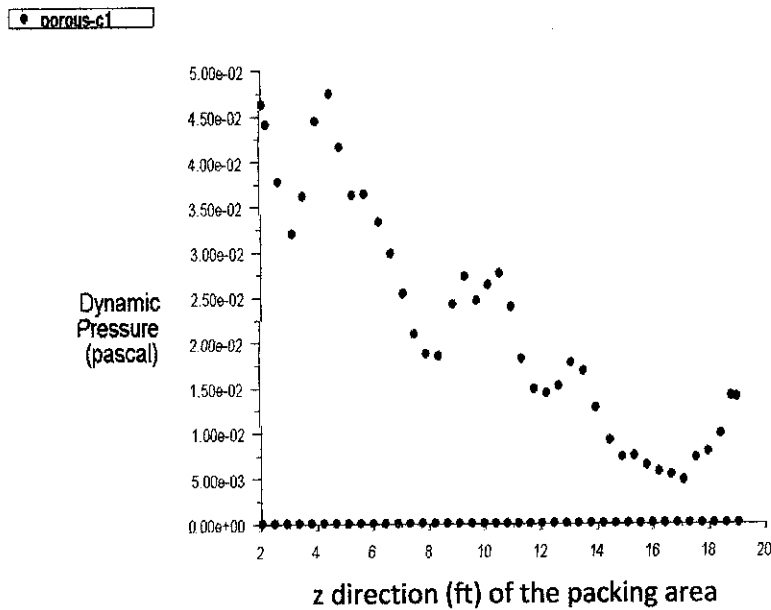 porous-c1
5.00e-02
4.50e-02
4.00e-02
3.50e-02
3.00e-02
2.50e-02
2.00e-02
1.50e-02
1.00e-02
5.00e-03
0.00e+00
Dynamic
Pressure
(pascal)
2 4 6 8 10 12 14 16 18 20
z direction (ft) of the packing area